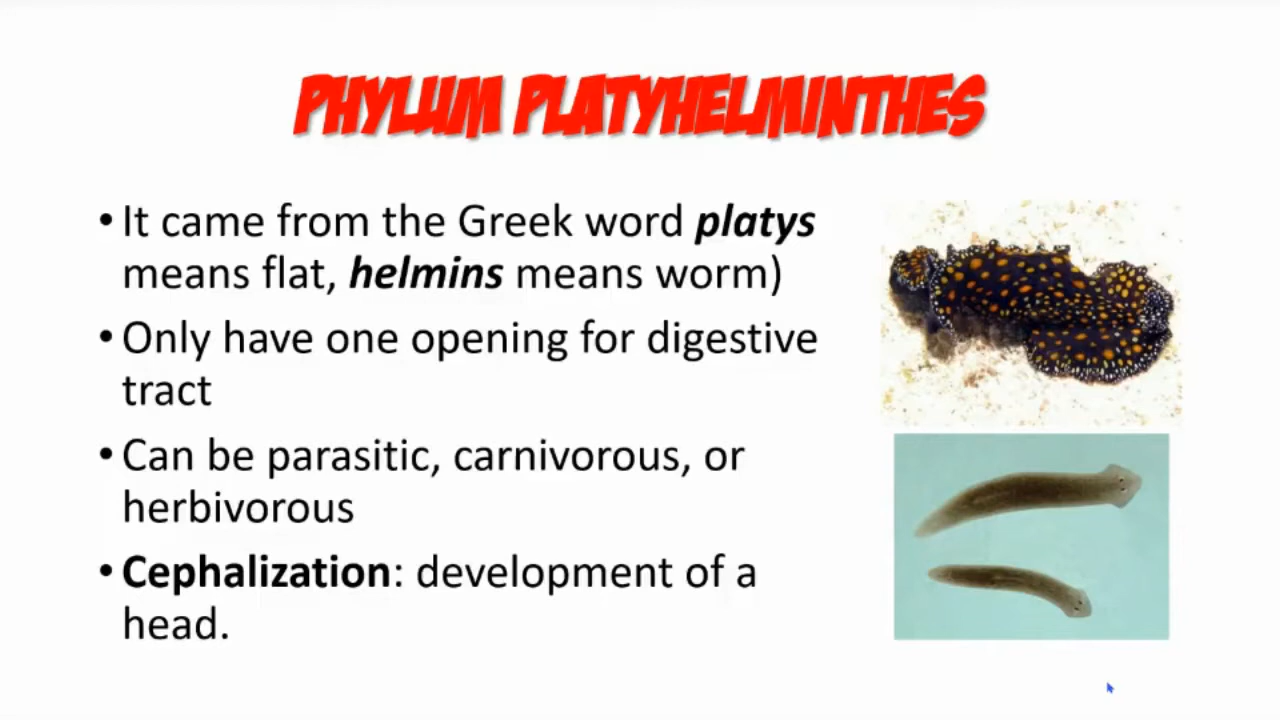 PHYLUM PLATYHELMINTHES
• It came from the Greek word platys
means flat, helmins means worm)
• Only have one opening for digestive
tract
• Can be parasitic, carnivorous, or
herbivorous
• Cephalization: development of a
head.